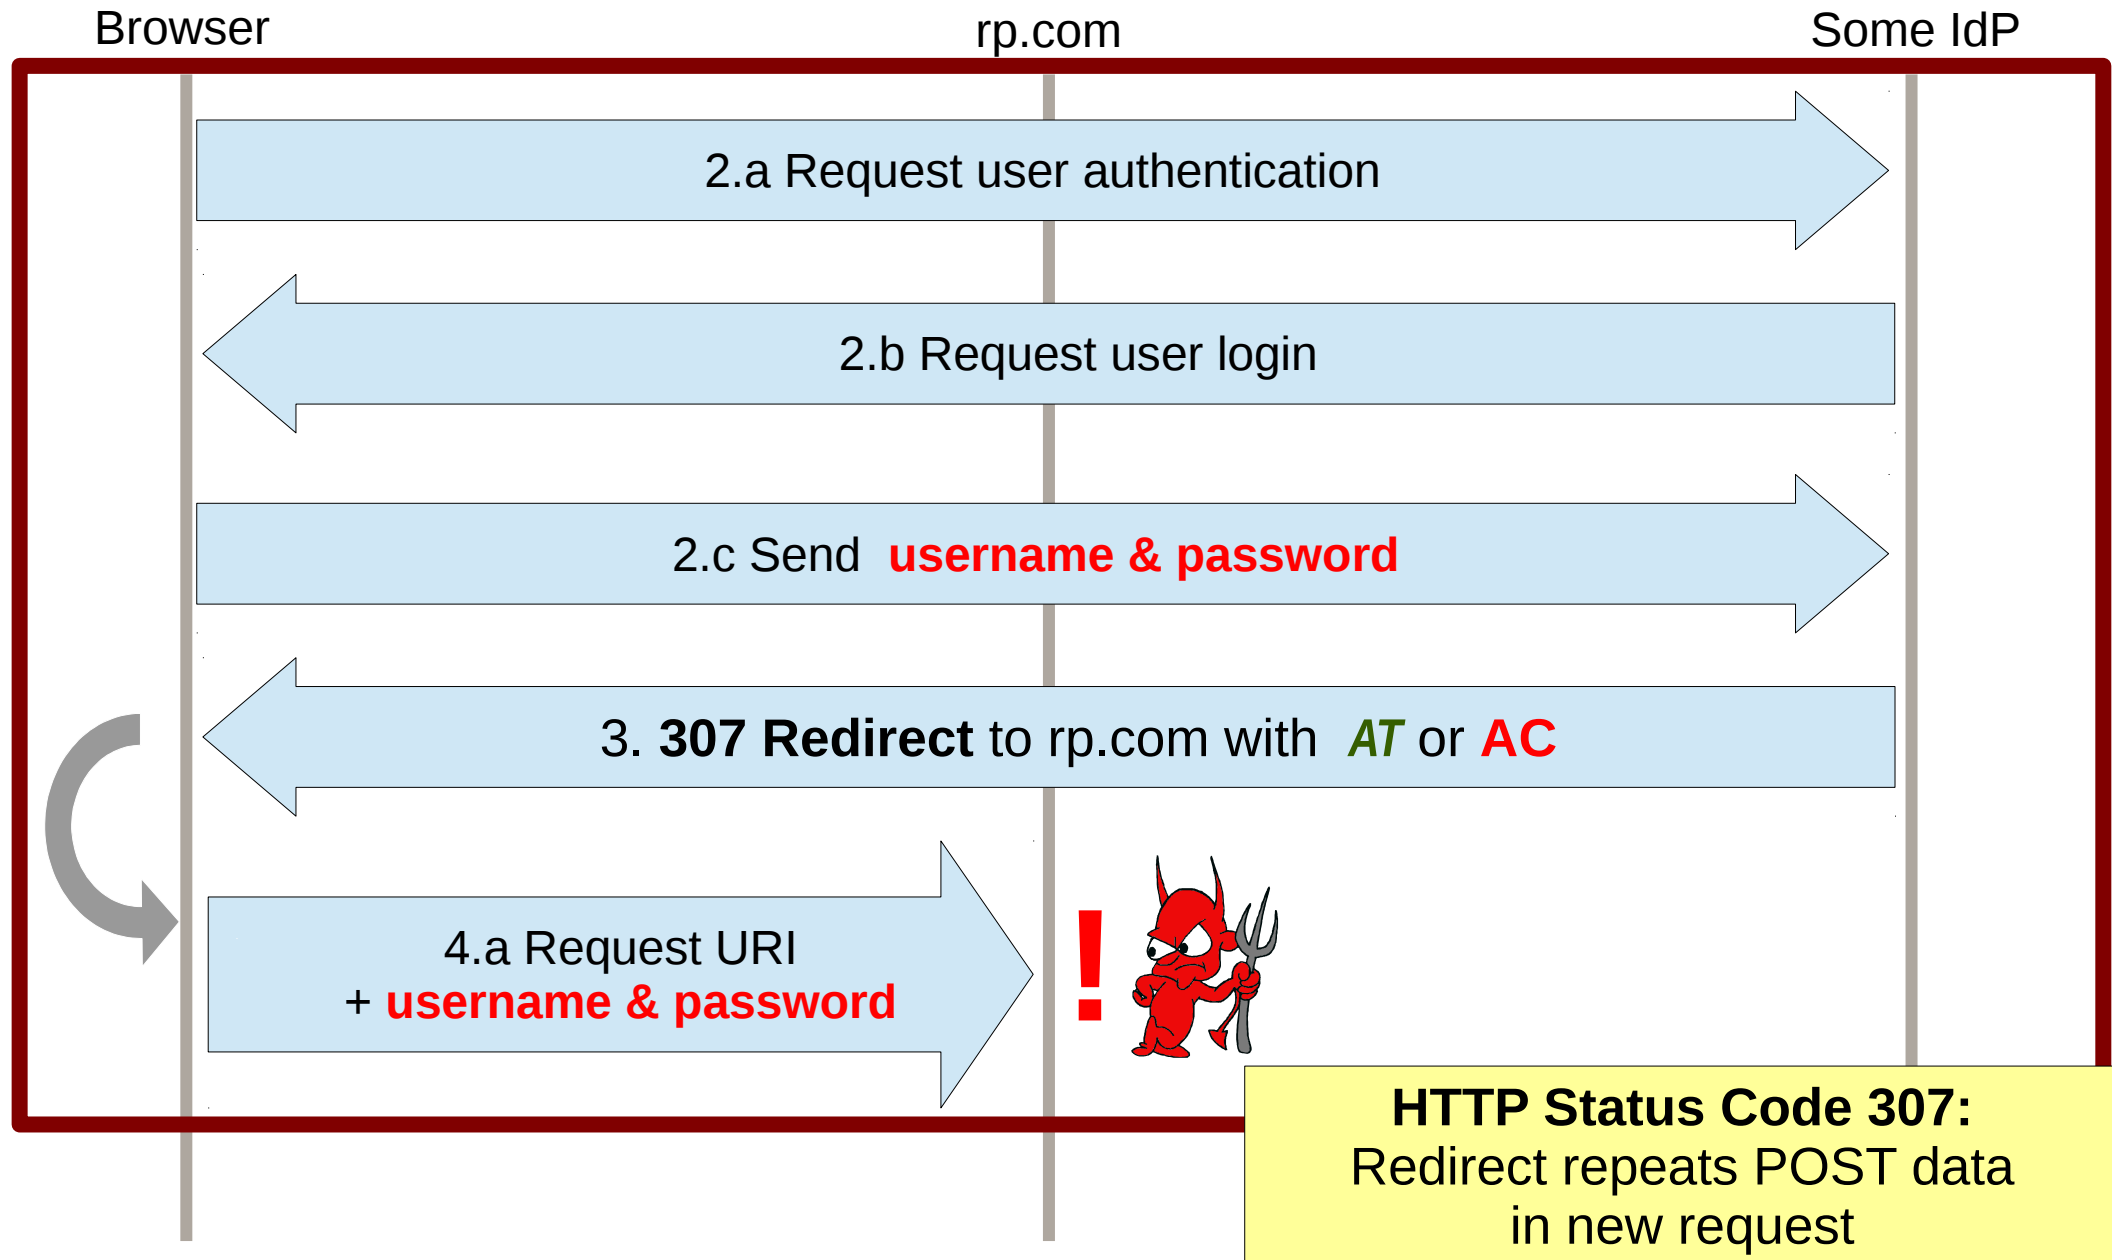 Browser
rp.com
Some IdP
2.a Request user authentication
2.b Request user login
2.c Send username & password
3. 307 Redirect to rp.com with AT or AC
4.a Request URI
+ username & password
!
HTTP Status Code 307:
Redirect repeats POST data
in new request